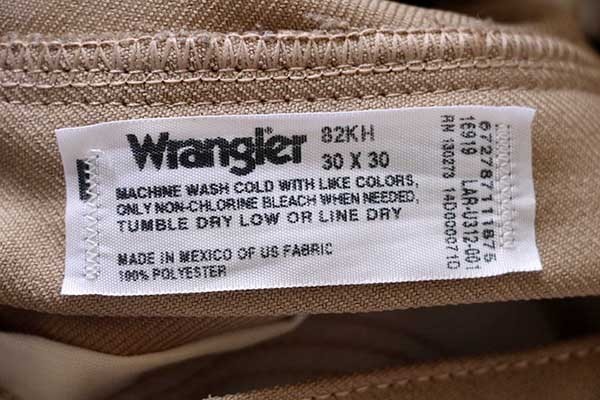 Wrangler 82KH
30 X 30
MACHINE WASH COLD WITH LIKE COLORS,
ONLY NON-CHLORINE BLEACH WHEN NEEDED,
TUMBLE DRY LOW OR LINE DRY
MADE IN MEXICO OF US FABRIC
100% POLYESTER
672787111875
16919 LAR-U312-001
RN 130273